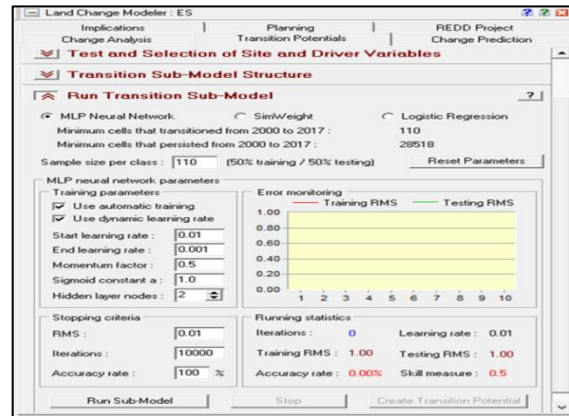 Land Change Modeler : ES
Implications Planning REDD Project
Change Analysis Transition Potentials Change Prediction
Test and Selection of Site and Driver Variables
Transition Sub-Model Structure
Run Transition Sub-Model ?
MLP Neural Network SimWeight Logistic Regression
Minimum cells that transitioned from 2000 to 2017 : 110
Minimum cells that persisted from 2000 to 2017 : 28518
Sample size per class : 110 (50% training / 50% testing) Reset Parameters
MLP neural network parameters
Training parameters
Use automatic training
Use dynamic learning rate
Start learning rate : 0.01
End learning rate : 0.001
Momentum factor : 0.5
Sigmoid constant a : 1.0
Hidden layer nodes : 2
Error monitoring
Training RMS Testing RMS
1.00
0.80
0.60
0.40
0.20
0.00
1 2 3 4 5 6 7 8 9 10
Stopping criteria
RMS : 0.01
Iterations : 10000
Accuracy rate : 100 %
Running statistics
Iterations : 0 Learning rate : 0.01
Training RMS : 1.00 Testing RMS : 1.00
Accuracy rate : 0.00% Skill measure : 0.5
Run Sub-Model Stop Create Transition Potential